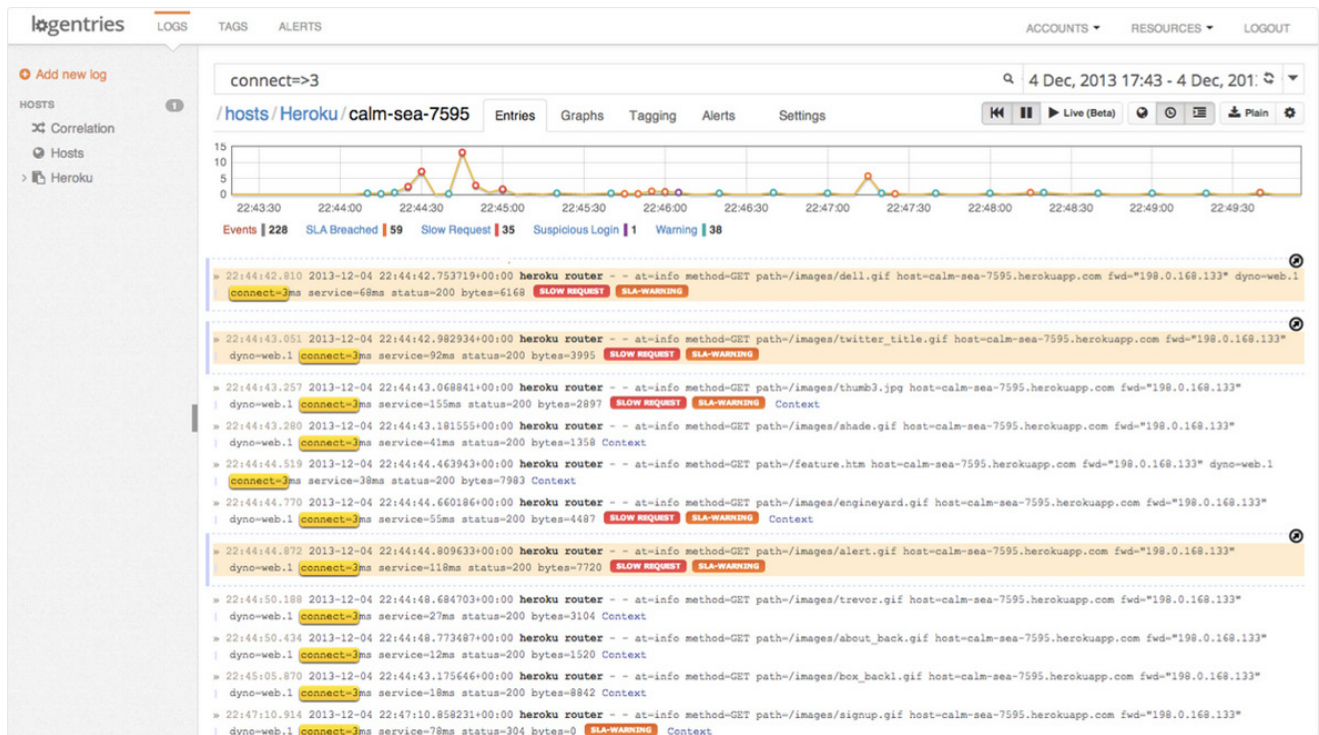 logentries LOGS TAGS ALERTS ACCOUNTS RESOURCES LOGOUT
Add new log
HOSTS 1
Correlation
Hosts
Heroku
connect=>3 4 Dec, 2013 17:43 - 4 Dec, 201
/ hosts / Heroku / calm-sea-7595 Entries Graphs Tagging Alerts Settings Live (Beta) Plain
15
10
5
0
22:43:30 22:44:00 22:44:30 22:45:00 22:45:30 22:46:00 22:46:30 22:47:00 22:47:30 22:48:00 22:48:30 22:49:00 22:49:30
Events 228 SLA Breached 59 Slow Request 35 Suspicious Login 1 Warning 38
» 22:44:42.810 2013-12-04 22:44:42.753719+00:00 heroku router - - at=info method=GET path=/images/dell.gif host=calm-sea-7595.herokuapp.com fwd="198.0.168.133" dyno=web.1
connect=3ms service=68ms status=200 bytes=6168 SLOW REQUEST SLA-WARNING
» 22:44:43.051 2013-12-04 22:44:42.982934+00:00 heroku router - - at=info method=GET path=/images/twitter_title.gif host=calm-sea-7595.herokuapp.com fwd="198.0.168.133"
dyno=web.1 connect=3ms service=92ms status=200 bytes=3995 SLOW REQUEST SLA-WARNING
» 22:44:43.257 2013-12-04 22:44:43.068841+00:00 heroku router - - at=info method=GET path=/images/thumb3.jpg host=calm-sea-7595.herokuapp.com fwd="198.0.168.133"
dyno=web.1 connect=3ms service=155ms status=200 bytes=2897 SLOW REQUEST SLA-WARNING Context
» 22:44:43.280 2013-12-04 22:44:43.181555+00:00 heroku router - - at=info method=GET path=/images/shade.gif host=calm-sea-7595.herokuapp.com fwd="198.0.168.133"
dyno=web.1 connect=3ms service=41ms status=200 bytes=1358 Context
» 22:44:44.519 2013-12-04 22:44:44.463943+00:00 heroku router - - at=info method=GET path=/feature.htm host=calm-sea-7595.herokuapp.com fwd="198.0.168.133" dyno=web.1
connect=3ms service=38ms status=200 bytes=7983 Context
» 22:44:44.770 2013-12-04 22:44:44.660186+00:00 heroku router - - at=info method=GET path=/images/engineyard.gif host=calm-sea-7595.herokuapp.com fwd="198.0.168.133"
dyno=web.1 connect=3ms service=55ms status=200 bytes=4487 SLOW REQUEST SLA-WARNING Context
» 22:44:44.872 2013-12-04 22:44:44.809633+00:00 heroku router - - at=info method=GET path=/images/alert.gif host=calm-sea-7595.herokuapp.com fwd="198.0.168.133"
dyno=web.1 connect=3ms service=118ms status=200 bytes=7720 SLOW REQUEST SLA-WARNING
» 22:44:50.188 2013-12-04 22:44:48.684703+00:00 heroku router - - at=info method=GET path=/images/trevor.gif host=calm-sea-7595.herokuapp.com fwd="198.0.168.133"
dyno=web.1 connect=3ms service=27ms status=200 bytes=3104 Context
» 22:44:50.434 2013-12-04 22:44:48.773487+00:00 heroku router - - at=info method=GET path=/images/about_back.gif host=calm-sea-7595.herokuapp.com fwd="198.0.168.133"
dyno=web.1 connect=3ms service=12ms status=200 bytes=1520 Context
» 22:45:05.870 2013-12-04 22:44:43.175646+00:00 heroku router - - at=info method=GET path=/images/box_back1.gif host=calm-sea-7595.herokuapp.com fwd="198.0.168.133"
dyno=web.1 connect=3ms service=18ms status=200 bytes=8842 Context
» 22:47:10.914 2013-12-04 22:47:10.858231+00:00 heroku router - - at=info method=GET path=/images/signup.gif host=calm-sea-7595.herokuapp.com fwd="198.0.168.133"
dyno=web.1 connect=3ms service=78ms status=304 bytes=0 SLA-WARNING Context